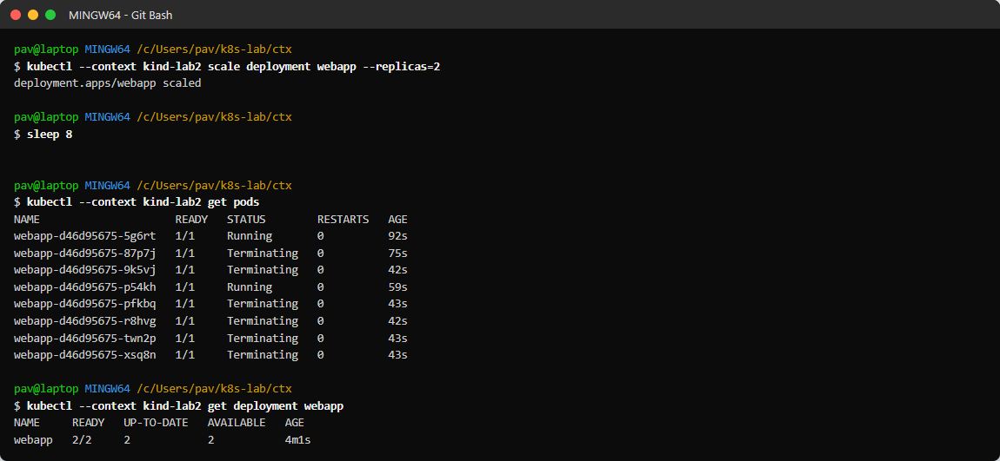 MINGW64 - Git Bash
pav@laptop MINGW64 /c/Users/pav/k8s-lab/ctx
$ kubectl --context kind-lab2 scale deployment webapp --replicas=2
deployment.apps/webapp scaled
pav@laptop MINGW64 /c/Users/pav/k8s-lab/ctx
$ sleep 8
pav@laptop MINGW64 /c/Users/pav/k8s-lab/ctx
$ kubectl --context kind-lab2 get pods
NAME                     READY   STATUS        RESTARTS   AGE
webapp-d46d95675-5g6rt   1/1     Running       0          92s
webapp-d46d95675-87p7j   1/1     Terminating   0          75s
webapp-d46d95675-9k5vj   1/1     Terminating   0          42s
webapp-d46d95675-p54kh   1/1     Running       0          59s
webapp-d46d95675-pfkbq   1/1     Terminating   0          43s
webapp-d46d95675-r8hvg   1/1     Terminating   0          42s
webapp-d46d95675-twn2p   1/1     Terminating   0          43s
webapp-d46d95675-xsq8n   1/1     Terminating   0          43s
pav@laptop MINGW64 /c/Users/pav/k8s-lab/ctx
$ kubectl --context kind-lab2 get deployment webapp
NAME     READY   UP-TO-DATE   AVAILABLE   AGE
webapp   2/2     2            2           4m1s